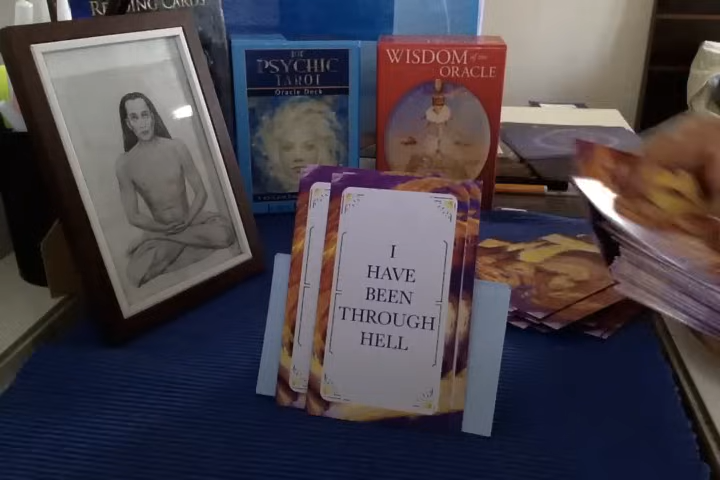 READING CARDS
THE
PSYCHIC
TAROT
Oracle Deck
WISDOM of the
ORACLE
I
HAVE
BEEN
THROUGH
HELL